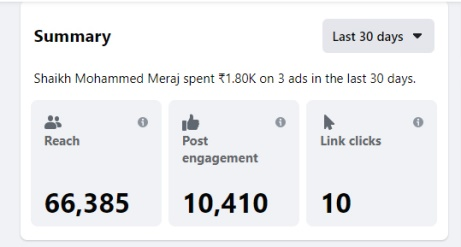 Summary
Last 30 days
Shaikh Mohammed Meraj spent ₹1.80K on 3 ads in the last 30 days.
Reach
Post
engagement
Link clicks
66,385
10,410
10